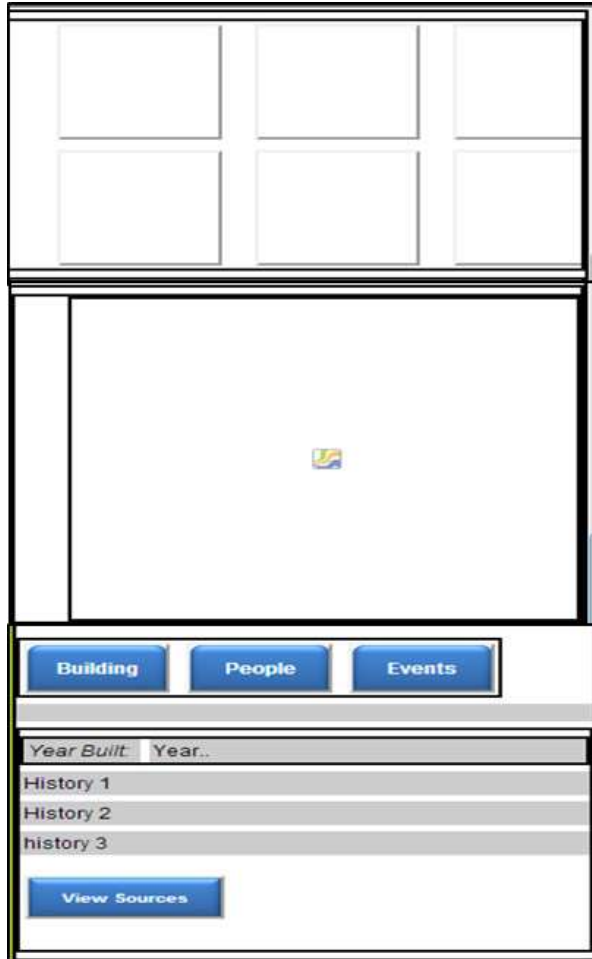 Building People Events
Year Built: Year..
History 1
History 2
history 3
View Sources